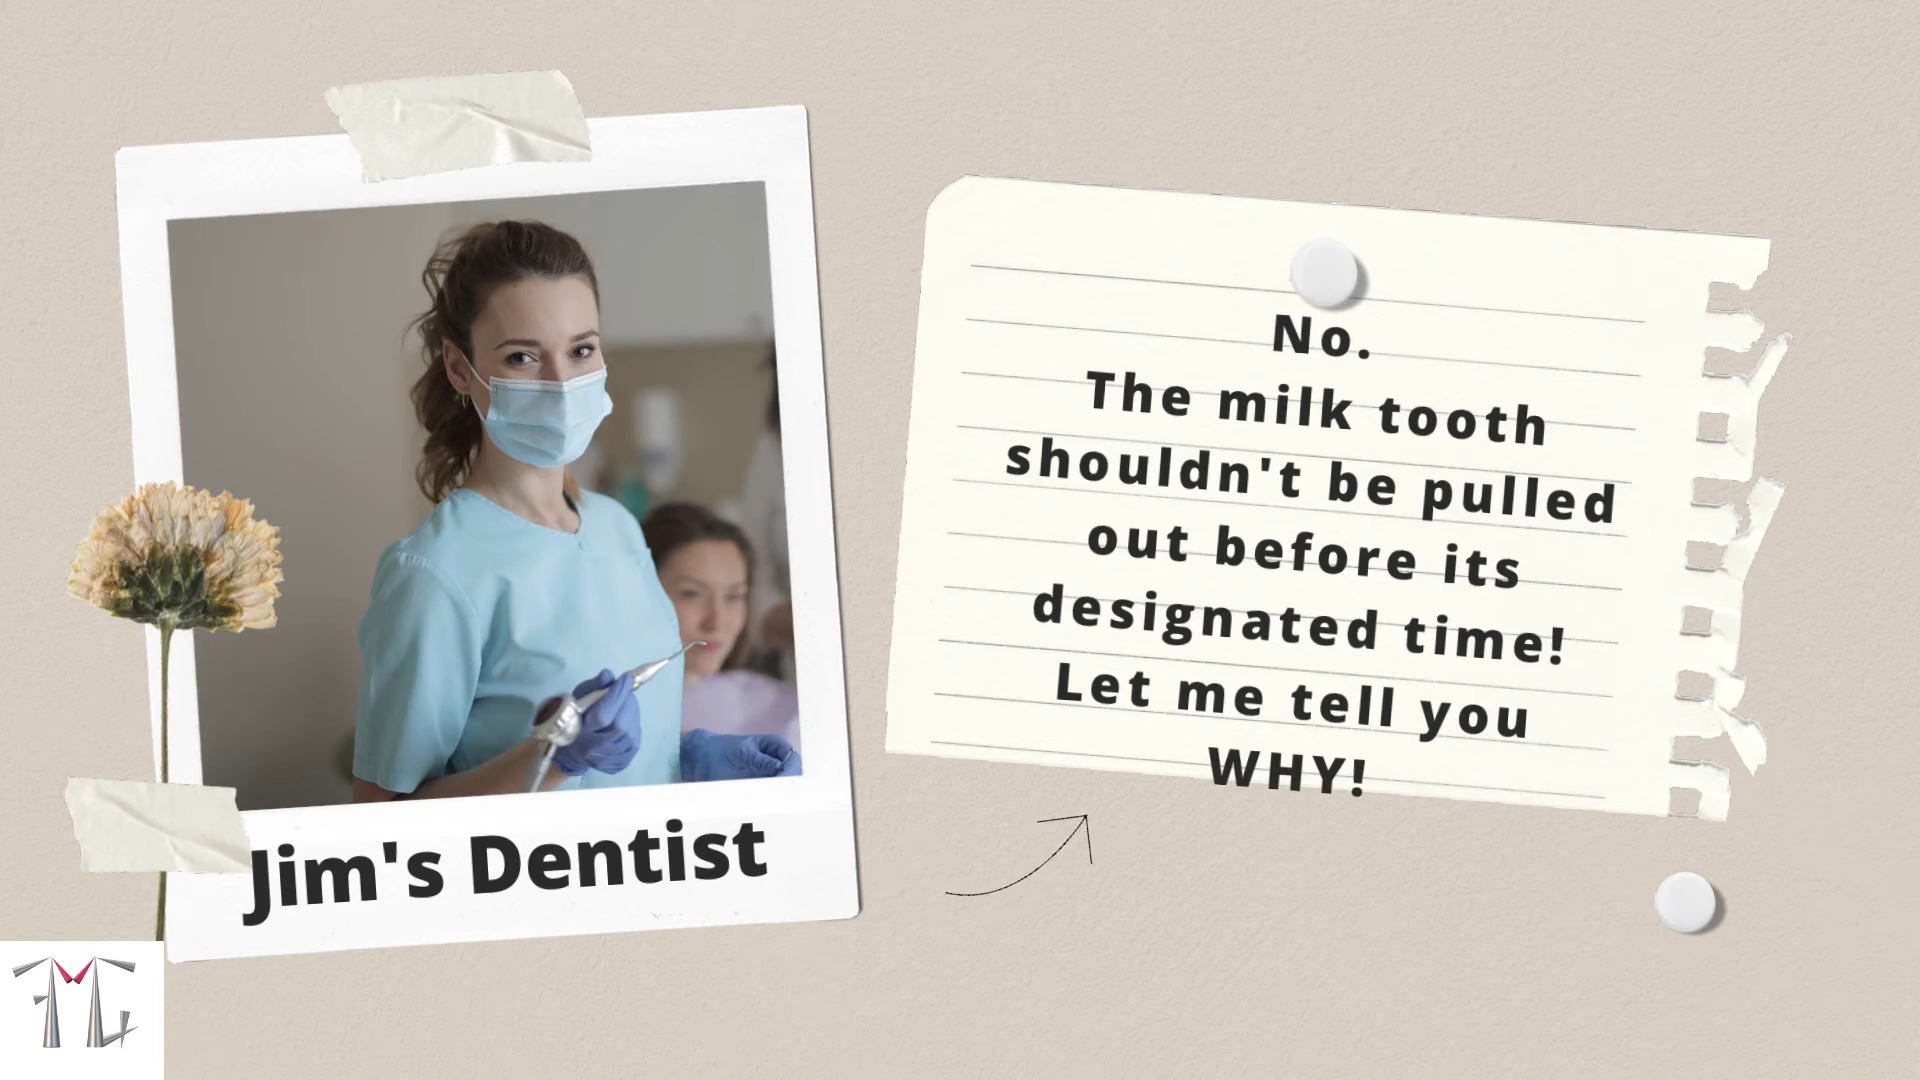 No.
The milk tooth
shouldn't be pulled
out before its
designated time!
Let me tell you
WHY!
Jim's Dentist